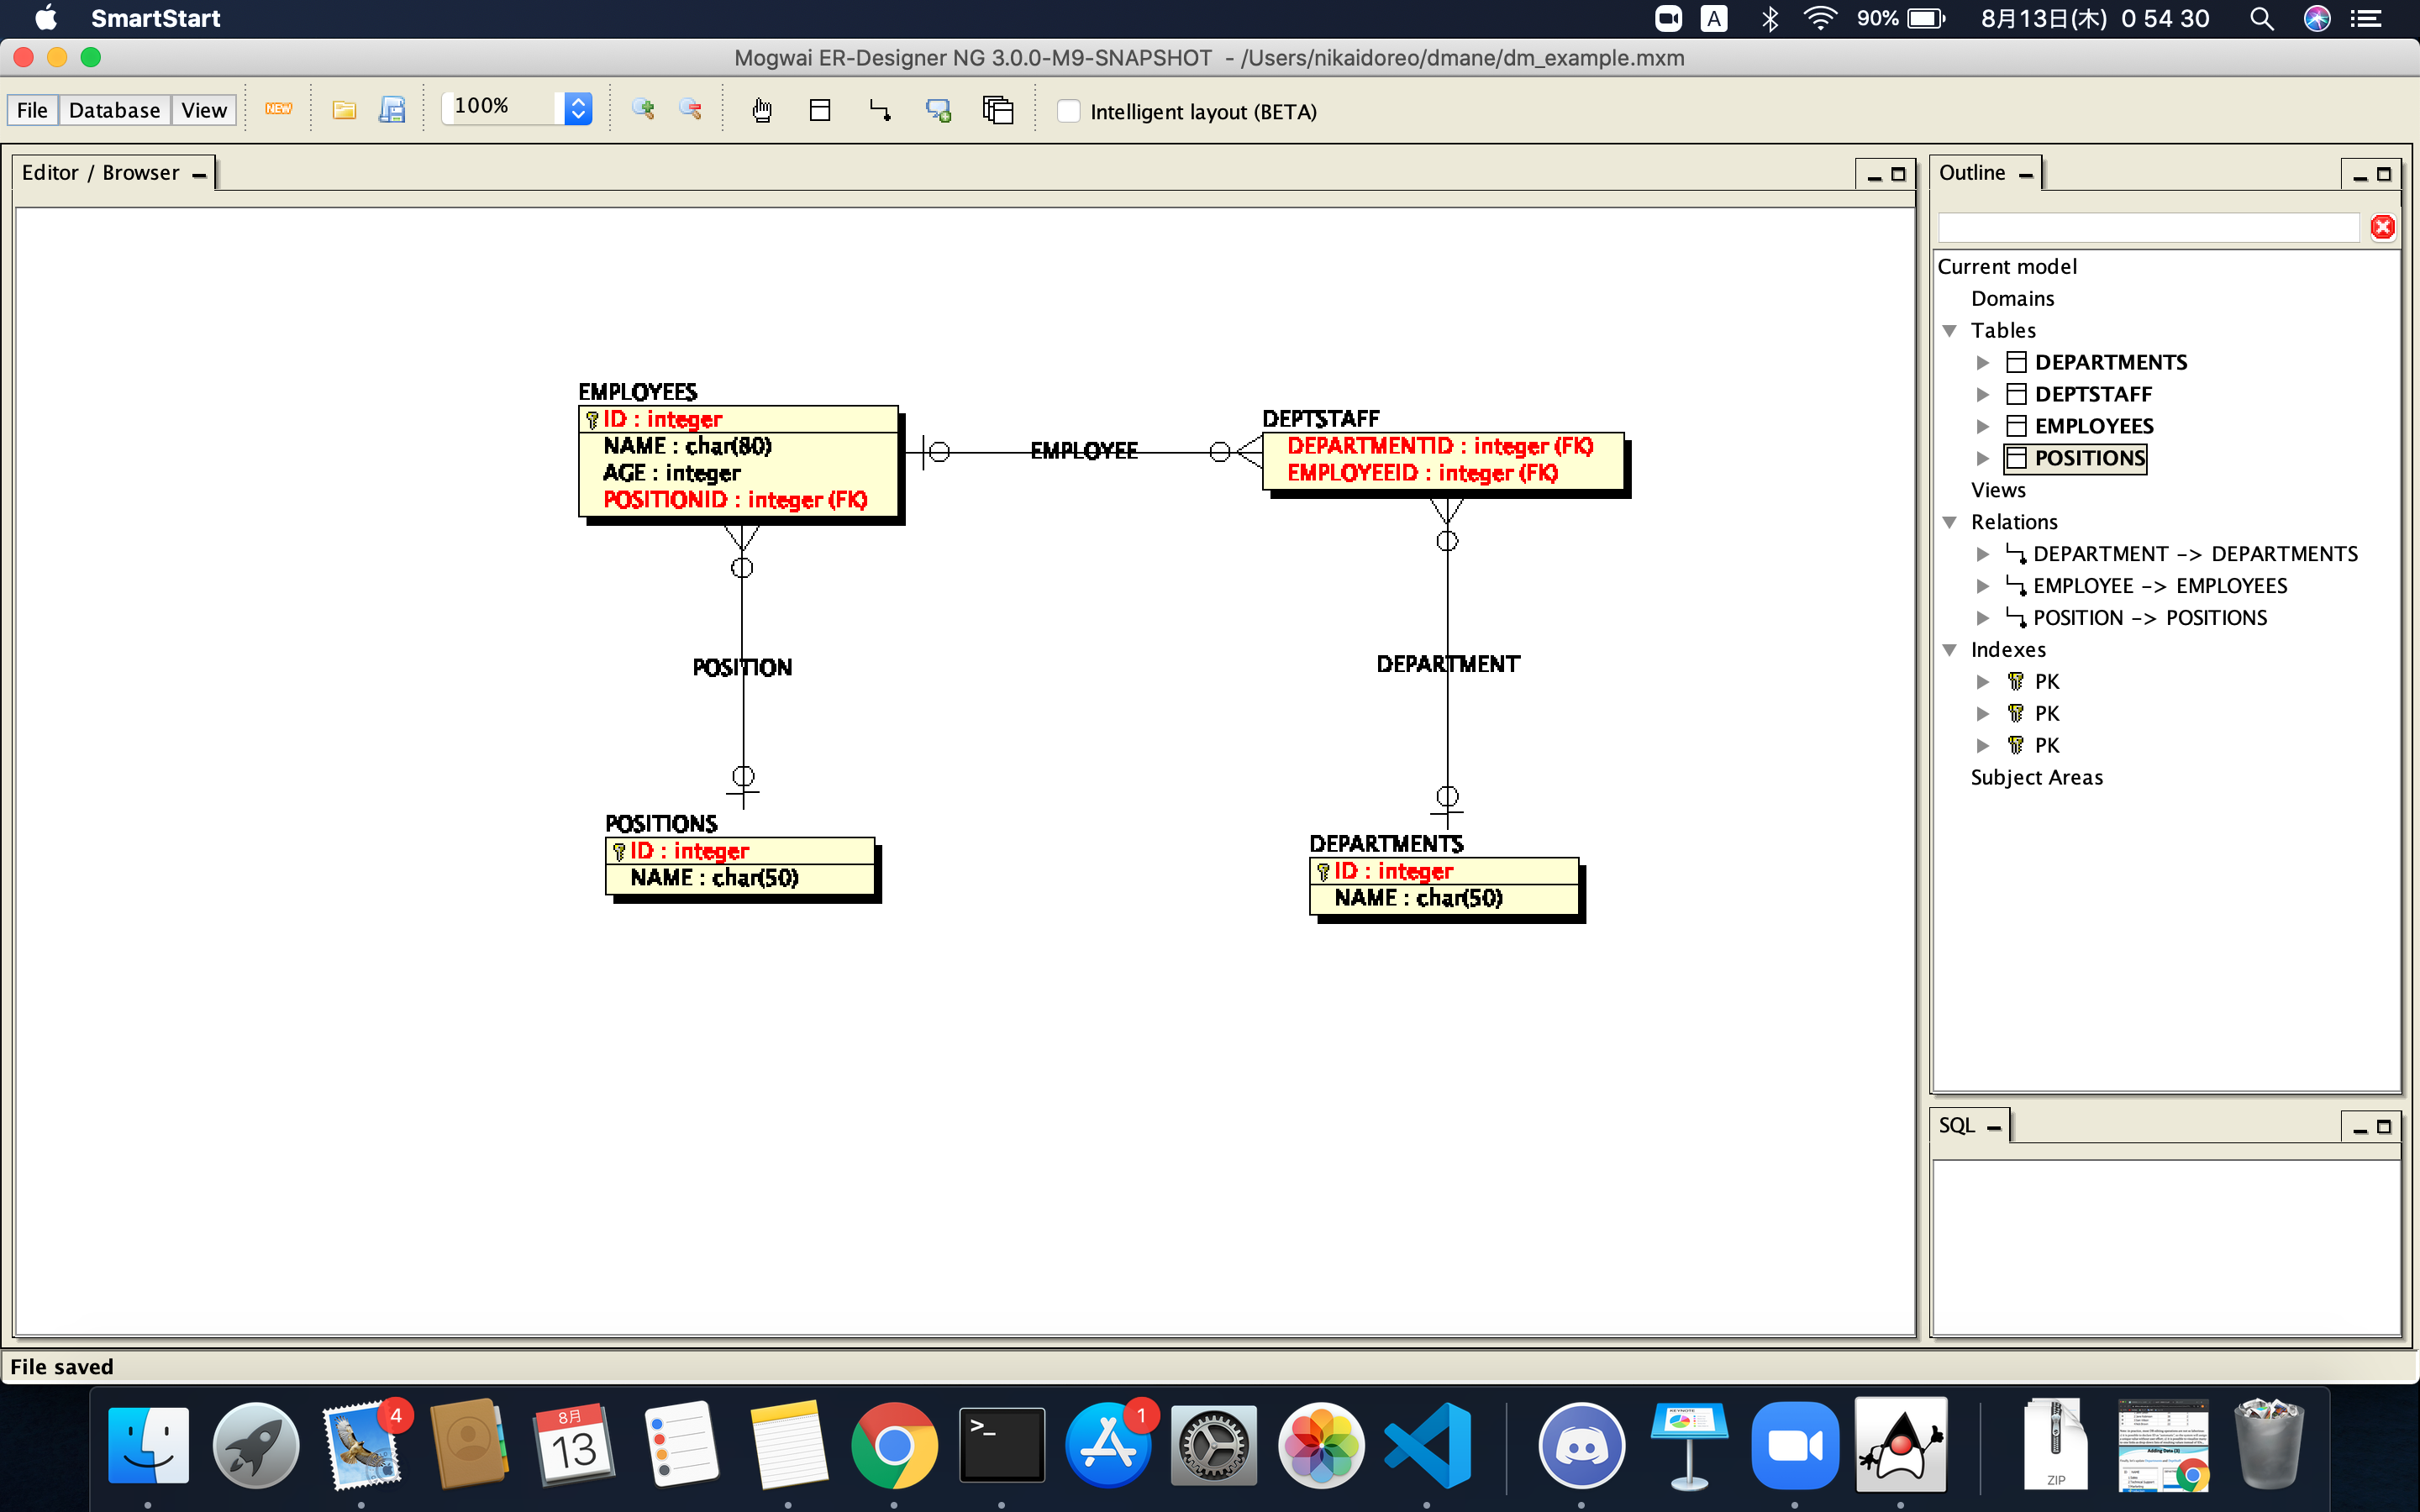 SmartStart
A
90%
8月13日(木) 0 54 30
Mogwai ER-Designer NG 3.0.0-M9-SNAPSHOT - /Users/nikaidoreo/dmane/dm_example.mxm
File Database View NEW 100% Intelligent layout (BETA)
Editor / Browser
EMPLOYEES
ID : integer
NAME : char(80)
AGE : integer
POSITIONID : integer (FK)
EMPLOYEE
DEPTSTAFF
DEPARTMENTID : integer (FK)
EMPLOYEEID : integer (FK)
POSITION
DEPARTMENT
POSITIONS
ID : integer
NAME : char(50)
DEPARTMENTS
ID : integer
NAME : char(50)
Outline
Current model
Domains
Tables
DEPARTMENTS
DEPTSTAFF
EMPLOYEES
POSITIONS
Views
Relations
DEPARTMENT -> DEPARTMENTS
EMPLOYEE -> EMPLOYEES
POSITION -> POSITIONS
Indexes
PK
PK
PK
Subject Areas
SQL
File saved
4
8月
13
>_
1
KEYNOTE
ZIP
Adding Data (3)